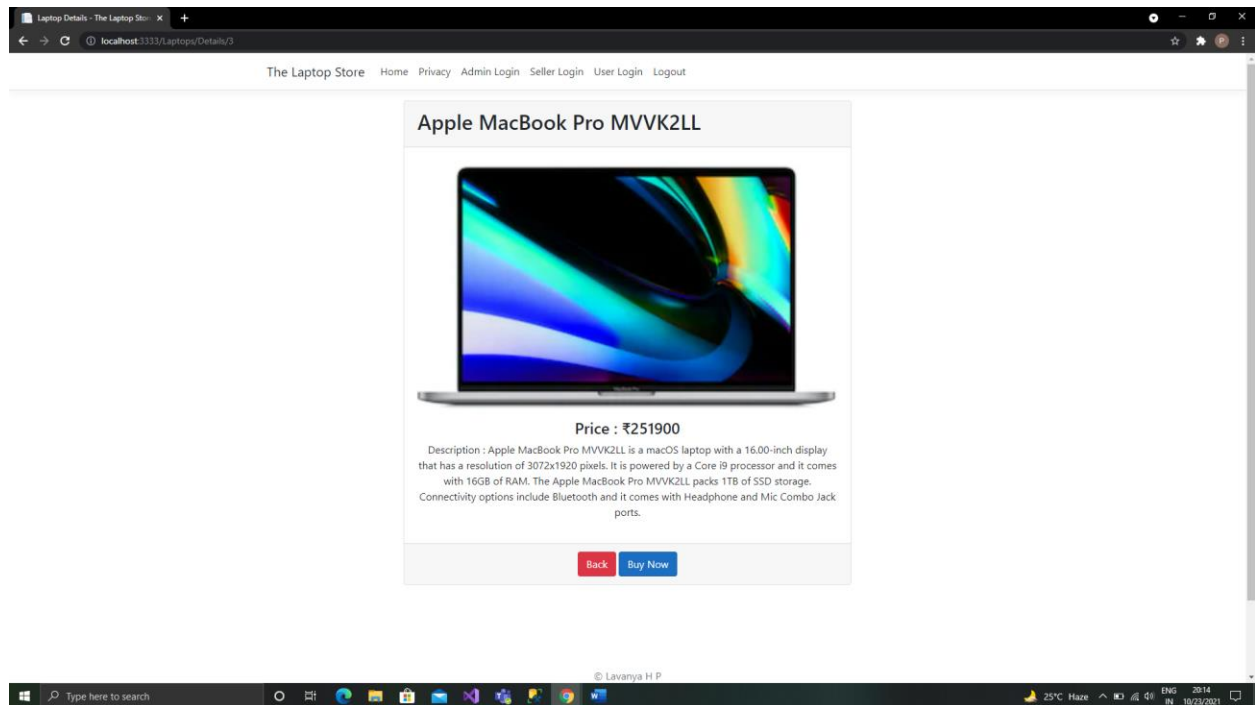 Laptop Details - The Laptop Stor
localhost:3333/Laptops/Details/3
P
The Laptop Store Home Privacy Admin Login Seller Login User Login Logout
Apple MacBook Pro MVVK2LL
MacBook Pro
Price : ₹251900
Description : Apple MacBook Pro MVVK2LL is a macOS laptop with a 16.00-inch display
that has a resolution of 3072x1920 pixels. It is powered by a Core i9 processor and it comes
with 16GB of RAM. The Apple MacBook Pro MVVK2LL packs 1TB of SSD storage.
Connectivity options include Bluetooth and it comes with Headphone and Mic Combo Jack
ports.
Back Buy Now
© Lavanya H P
Type here to search
25°C Haze
ENG
IN
20:14
10/23/2021